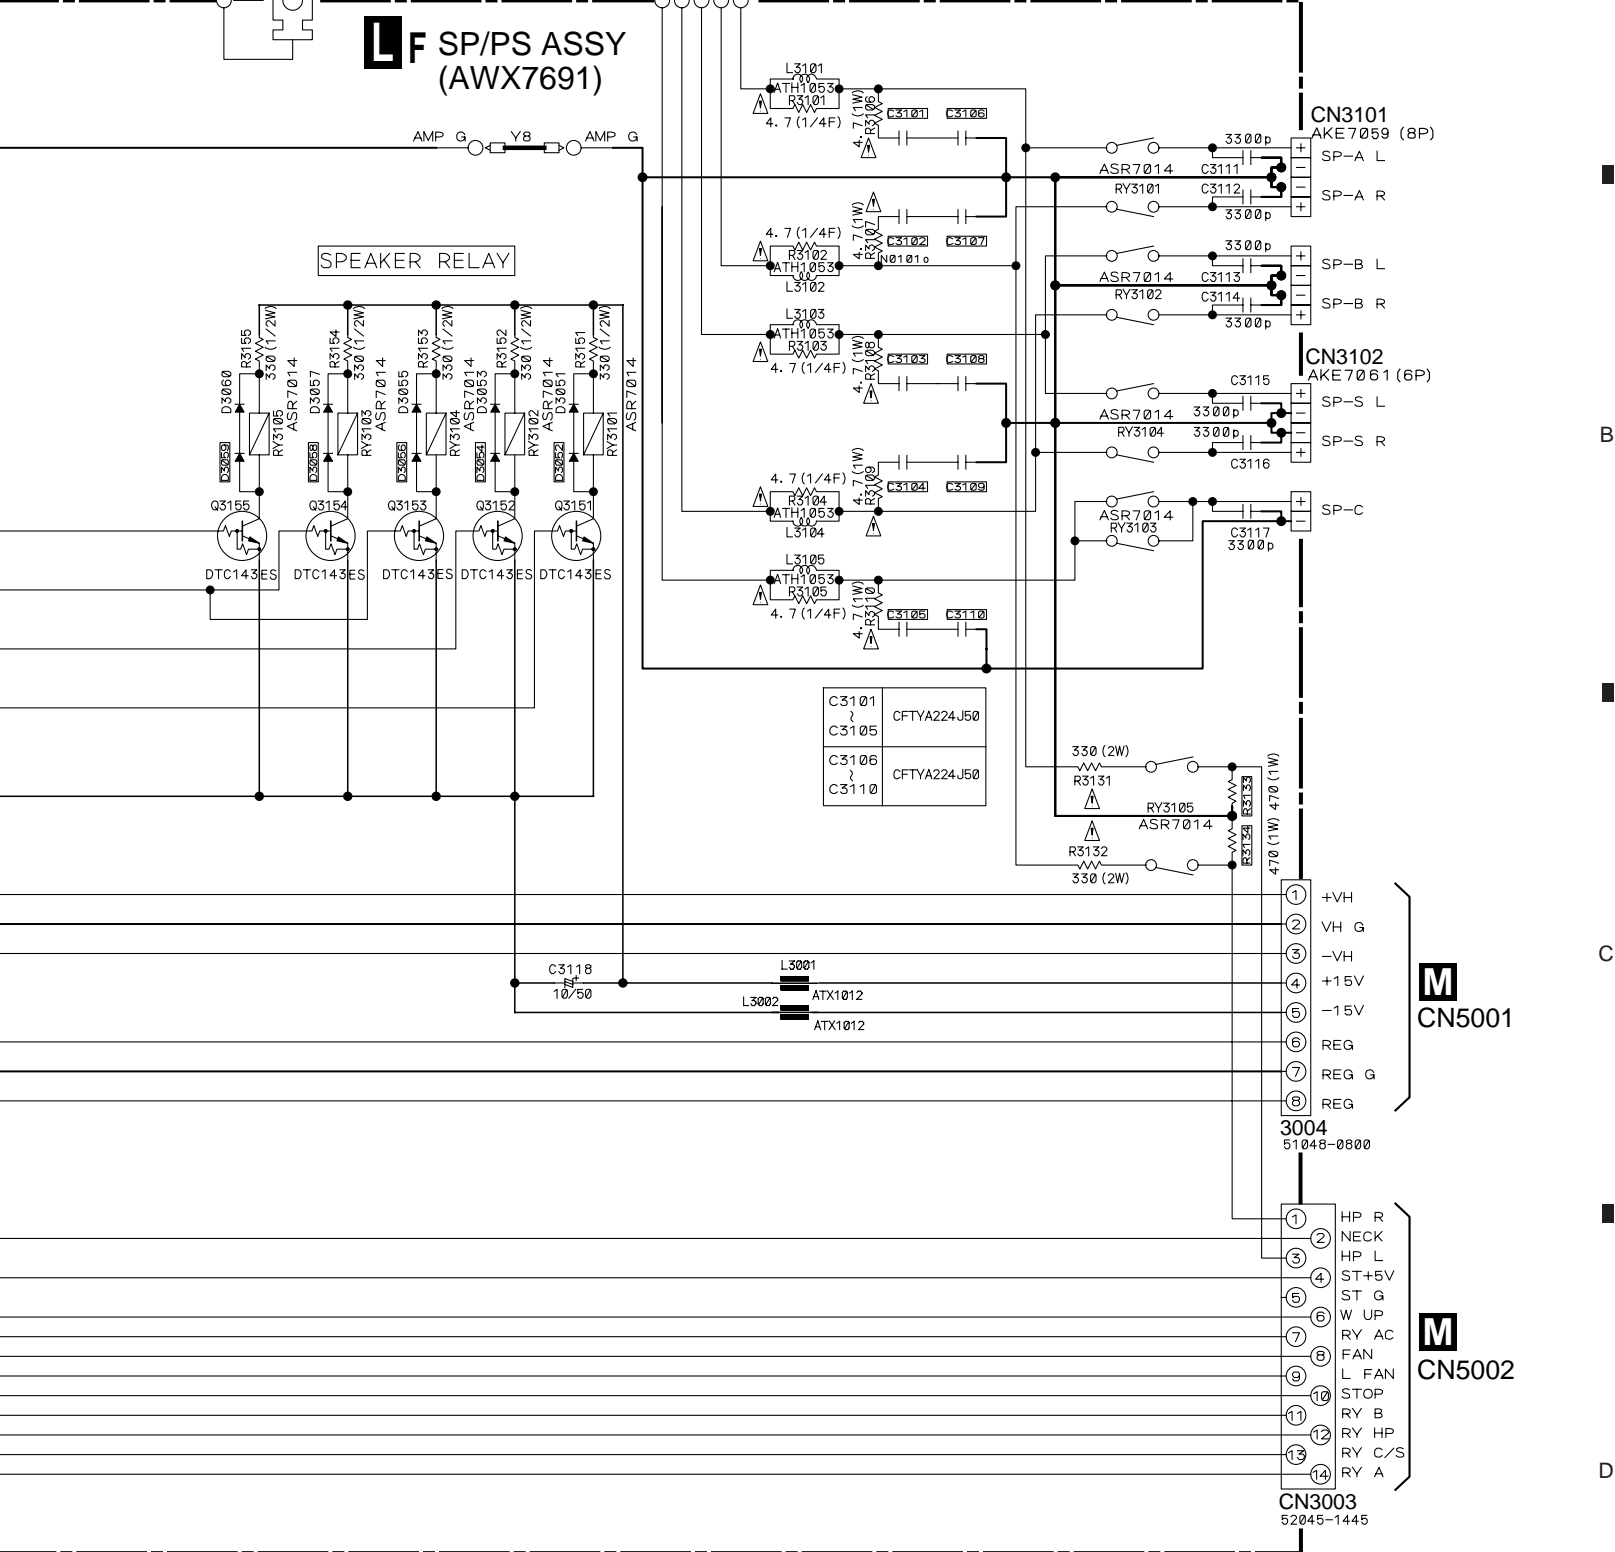 L F SP/PS ASSY
(AWX7691)
L3101
ATH1053
R3101
4.7(1/4F)
4.7(1W)
R3106
C3101 C3106
CN3101
AKE7059 (8P)
3300p
SP-A L
ASR7014 C3111
RY3101 C3112
SP-A R
3300p
AMP G Y8 AMP G
4.7(1W)
R3107
C3102 C3107
N0101o
4.7(1/4F)
R3102
ATH1053
L3102
3300p
SP-B L
ASR7014 C3113
RY3102 C3114
SP-B R
3300p
SPEAKER RELAY
L3103
ATH1053
R3103
4.7(1/4F)
4.7(1W)
R3108
C3103 C3108
CN3102
AKE7061(6P)
C3115
SP-S L
ASR7014 3300p
RY3104 3300p
SP-S R
C3116
R3155
330(1/2W)
R3154
330(1/2W)
R3153
330(1/2W)
R3152
330(1/2W)
R3151
330(1/2W)
D3060
ASR7014
D3057
ASR7014
D3055
ASR7014
D3053
ASR7014
D3051
ASR7014
D3059
RY3105
D3058
RY3103
D3056
RY3104
D3054
RY3102
D3052
RY3101
Q3155 Q3154 Q3153 Q3152 Q3151
DTC143ES DTC143ES DTC143ES DTC143ES DTC143ES
4.7(1W)
R3109
C3104 C3109
4.7(1/4F)
R3104
ATH1053
L3104
ASR7014
RY3103
SP-C
C3117
3300p
L3105
ATH1053
R3105
4.7(1/4F)
4.7(1W)
R3110
C3105 C3110
C3101
~
C3105
CFTYA224J50
C3106
~
C3110
CFTYA224J50
330(2W)
R3131
RY3105
ASR7014
R3132
330(2W)
R3133
470(1W)
R3134
470(1W)
1 +VH
2 VH G
3 -VH
4 +15V
5 -15V
6 REG
7 REG G
8 REG
M
CN5001
C3118
10/50
L3001
ATX1012
L3002
ATX1012
3004
51048-0800
1 HP R
2 NECK
3 HP L
4 ST+5V
5 ST G
6 W UP
7 RY AC
8 FAN
9 L FAN
10 STOP
11 RY B
12 RY HP
13 RY C/S
14 RY A
M
CN5002
CN3003
52045-1445
B
C
D